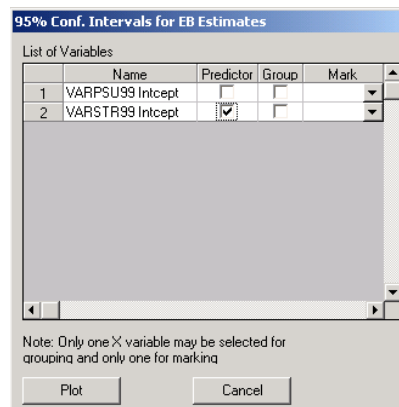 95% Conf. Intervals for EB Estimates
List of Variables
Name Predictor Group Mark
1 VARPSU99 Intcept
2 VARSTR99 Intcept
Note: Only one X variable may be selected for
grouping and only one for marking
Plot Cancel